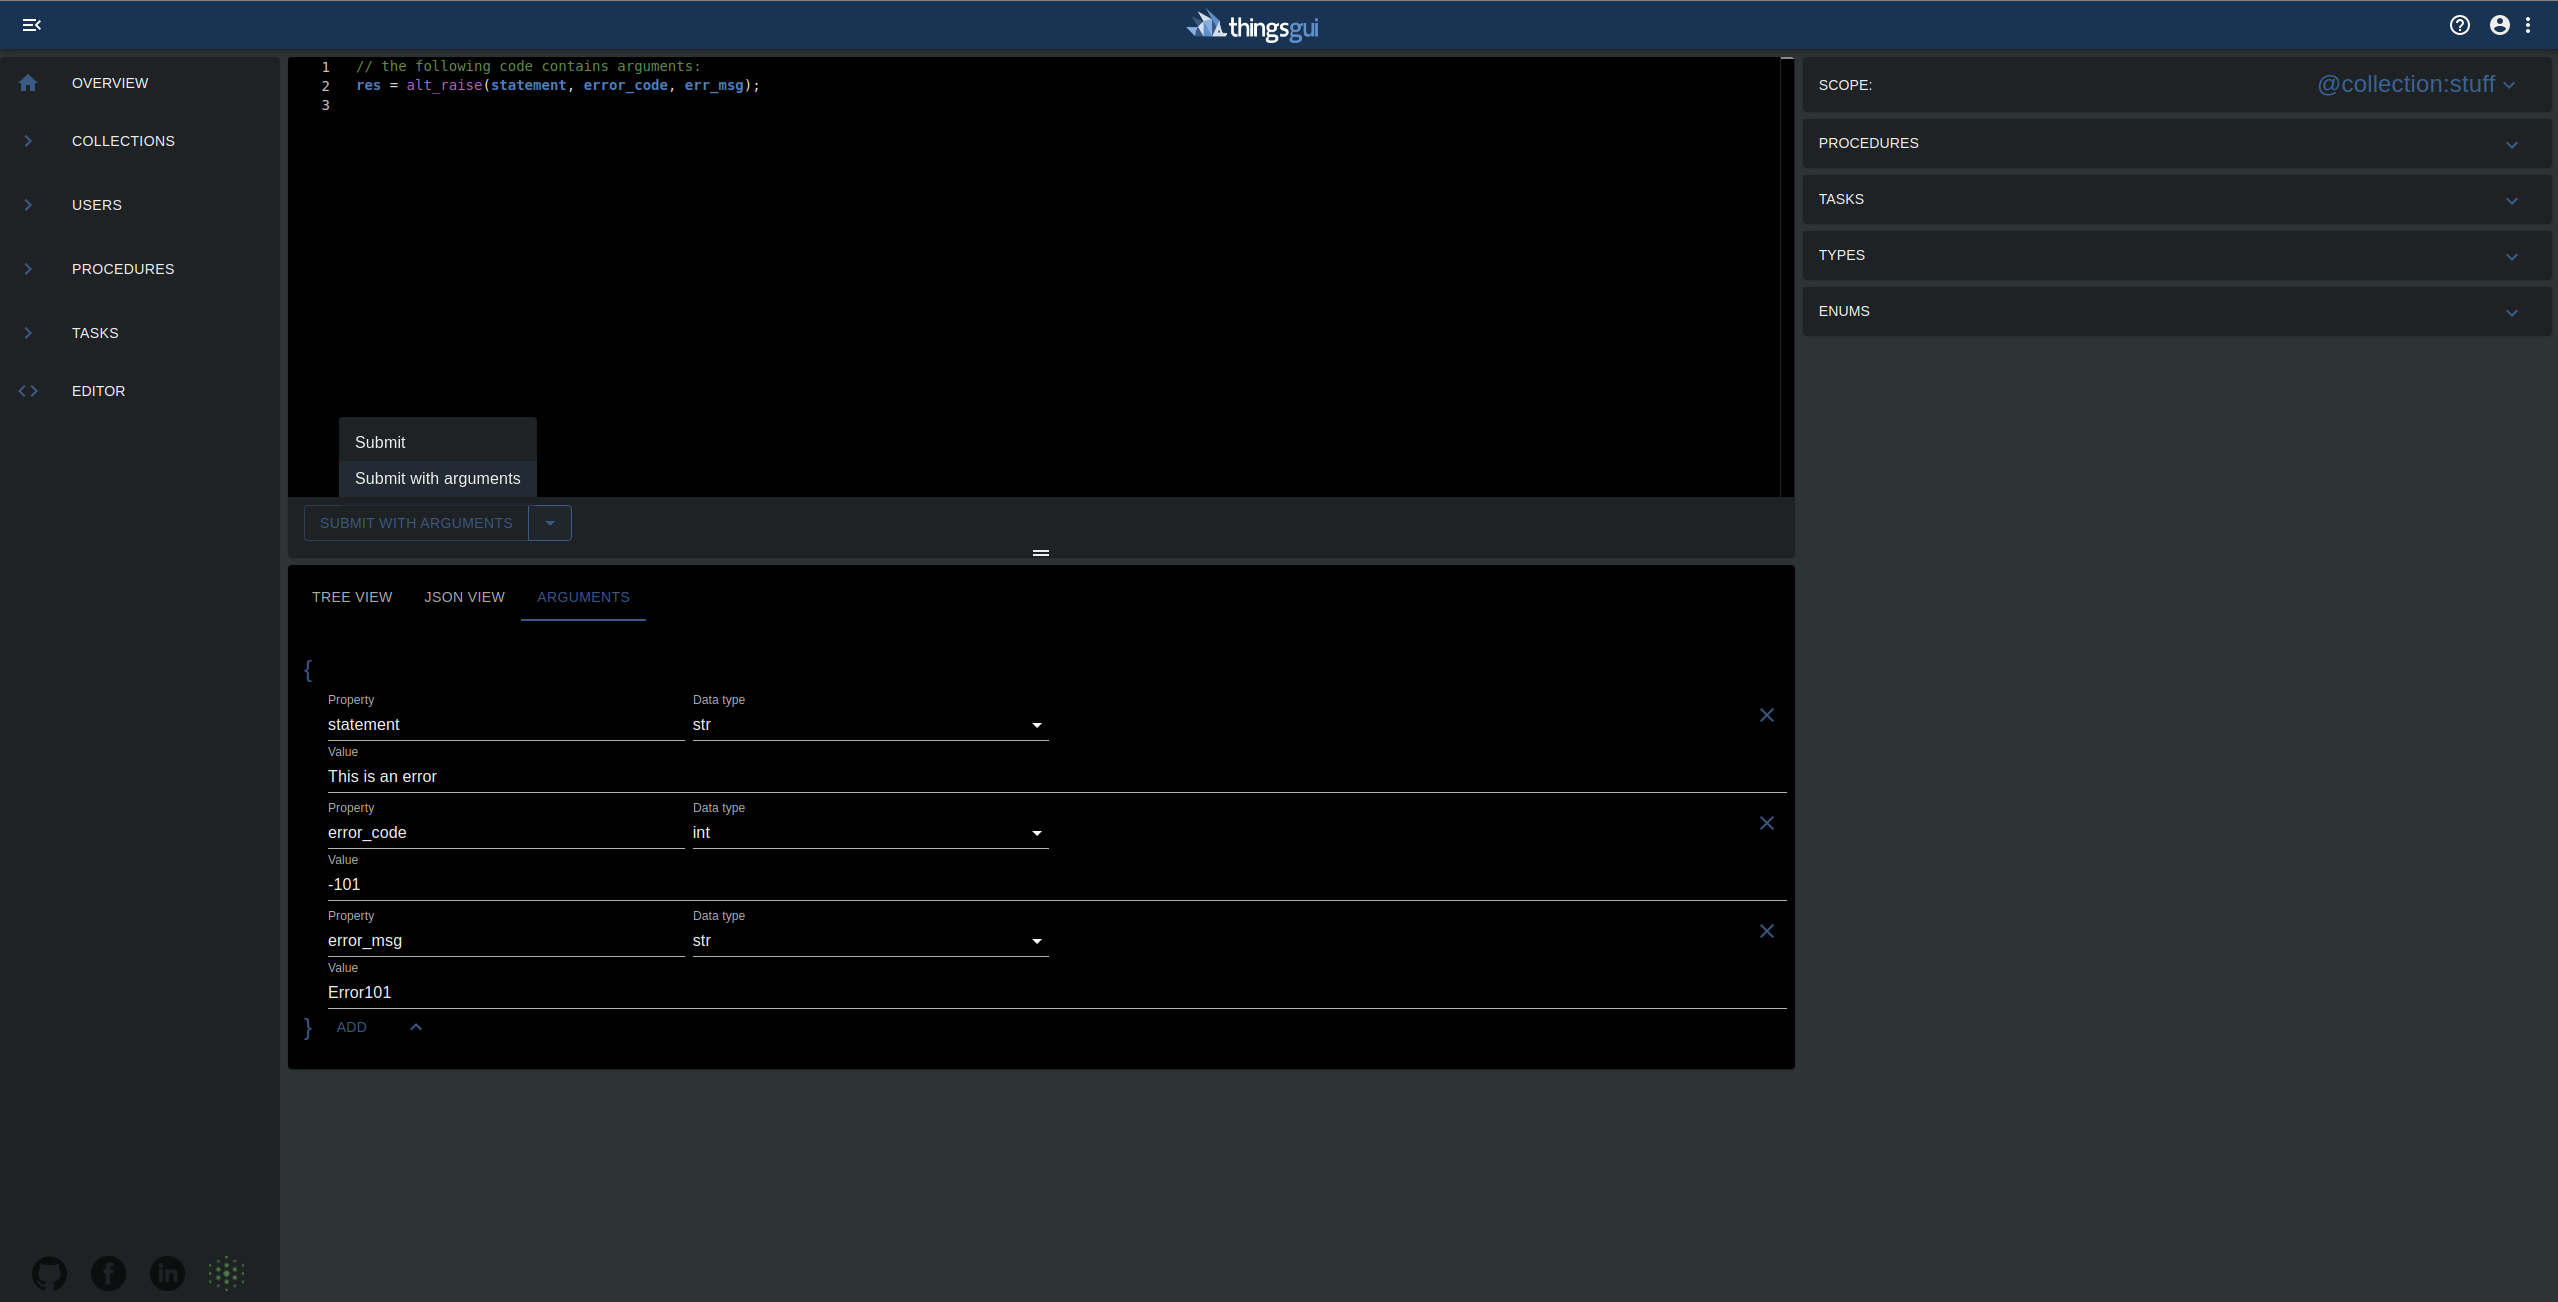 thingsgui
OVERVIEW
COLLECTIONS
USERS
PROCEDURES
TASKS
EDITOR
1 // the following code contains arguments:
2 res = alt_raise(statement, error_code, err_msg);
3
Submit
Submit with arguments
SUBMIT WITH ARGUMENTS
TREE VIEW JSON VIEW ARGUMENTS
{
Property Data type
statement str
Value
This is an error
Property Data type
error_code int
Value
-101
Property Data type
error_msg str
Value
Error101
} ADD
SCOPE: @collection:stuff
PROCEDURES
TASKS
TYPES
ENUMS